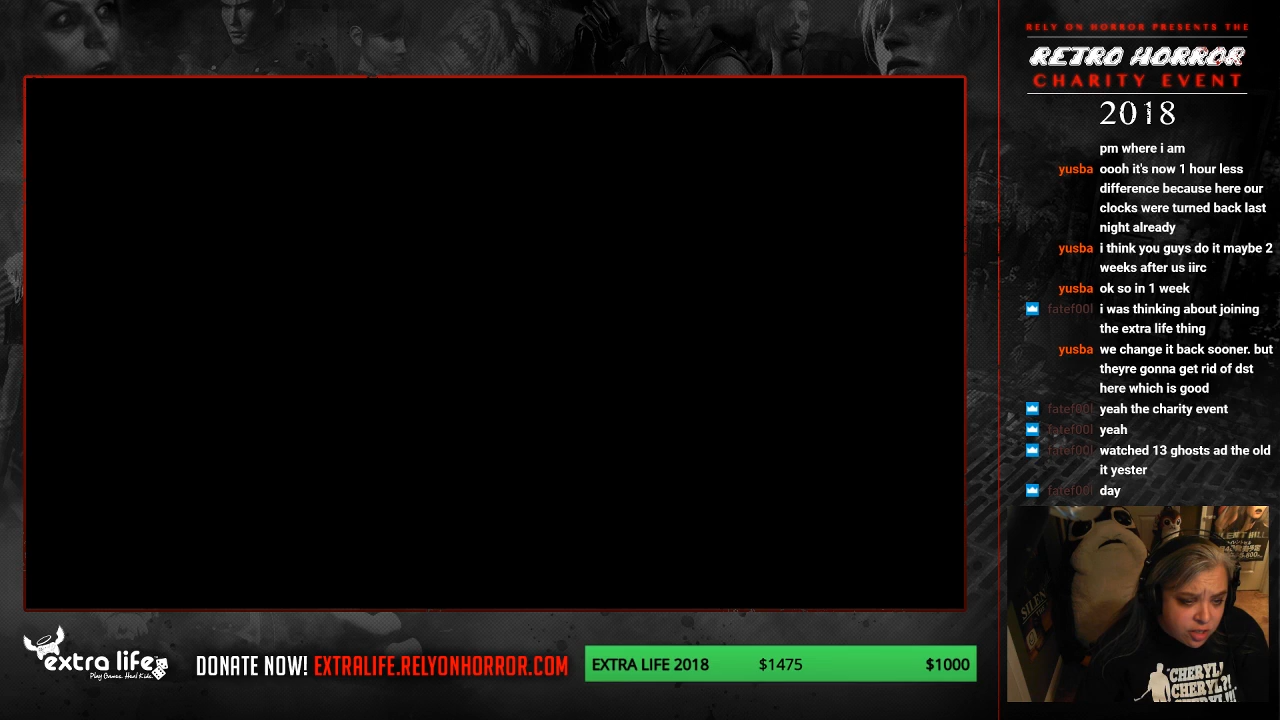 RELY ON HORROR PRESENTS THE
RETRO HORROR
CHARITY EVENT
2018
pm where i am
yusba oooh it's now 1 hour less
difference because here our
clocks were turned back last
night already
yusba i think you guys do it maybe 2
weeks after us iirc
yusba ok so in 1 week
fatef00l i was thinking about joining
the extra life thing
yusba we change it back sooner. but
theyre gonna get rid of dst
here which is good
fatef00l yeah the charity event
fatef00l yeah
fatef00l watched 13 ghosts ad the old
it yester
fatef00l day
SILEN
CHERYL!
CHERYL?!
CHERYL!!!
extra life
Play Games. Heal Kids.
DONATE NOW! EXTRALIFE.RELYONHORROR.COM
EXTRA LIFE 2018 $1475 $1000